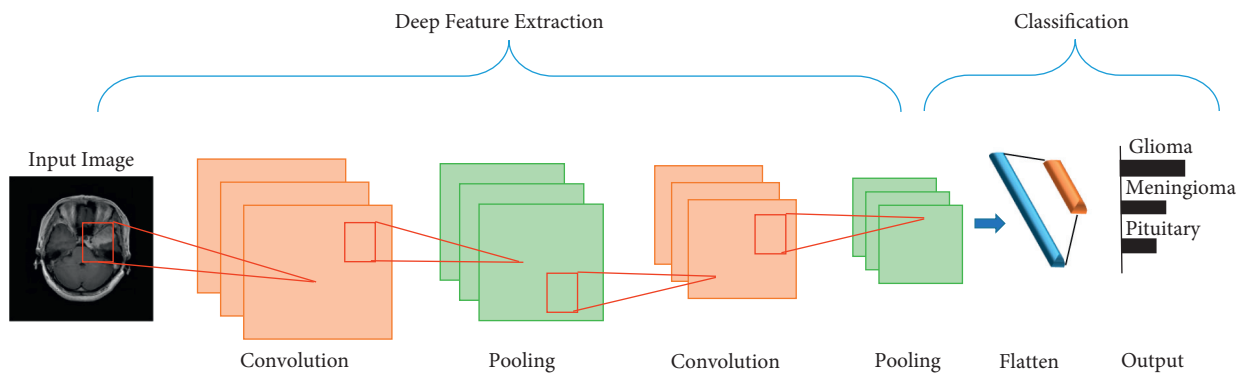 Deep Feature Extraction
Classification
Input Image
Glioma
Meningioma
Pituitary
Convolution
Pooling
Convolution
Pooling
Flatten
Output